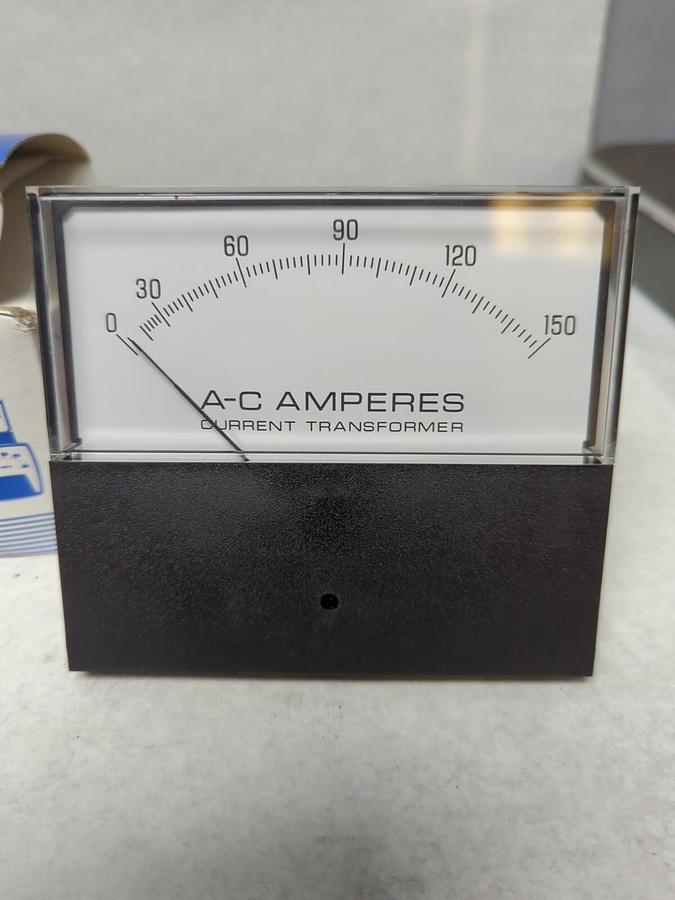 0 30 60 90 120 150
A-C AMPERES
CURRENT TRANSFORMER